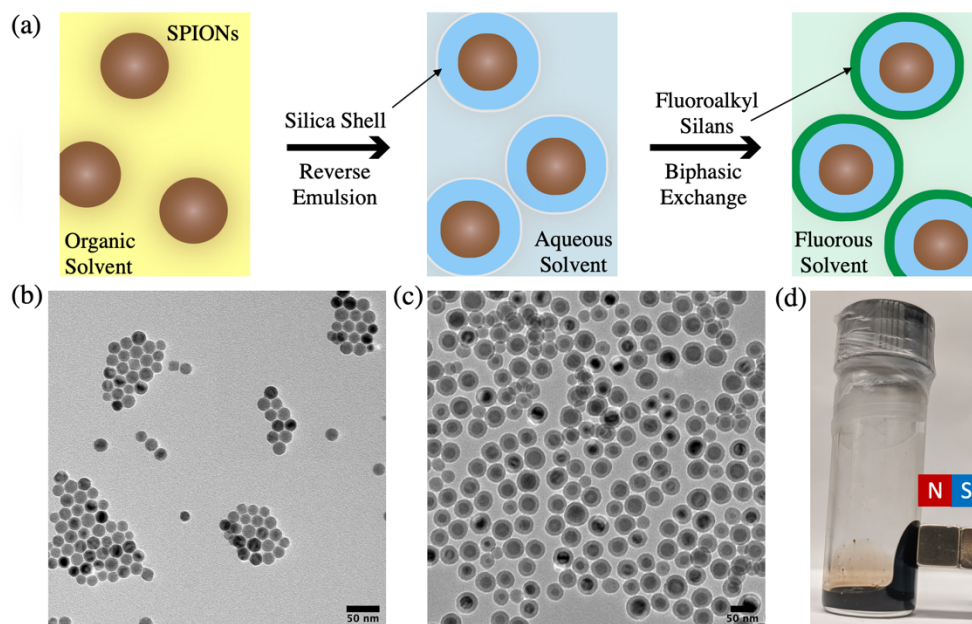 (a)
SPIONs
Organic
Solvent
Silica Shell
Reverse
Emulsion
Aqueous
Solvent
Fluoroalkyl
Silans
Biphasic
Exchange
Fluorous
Solvent
(b)
50 nm
(c)
50 nm
(d)
N S